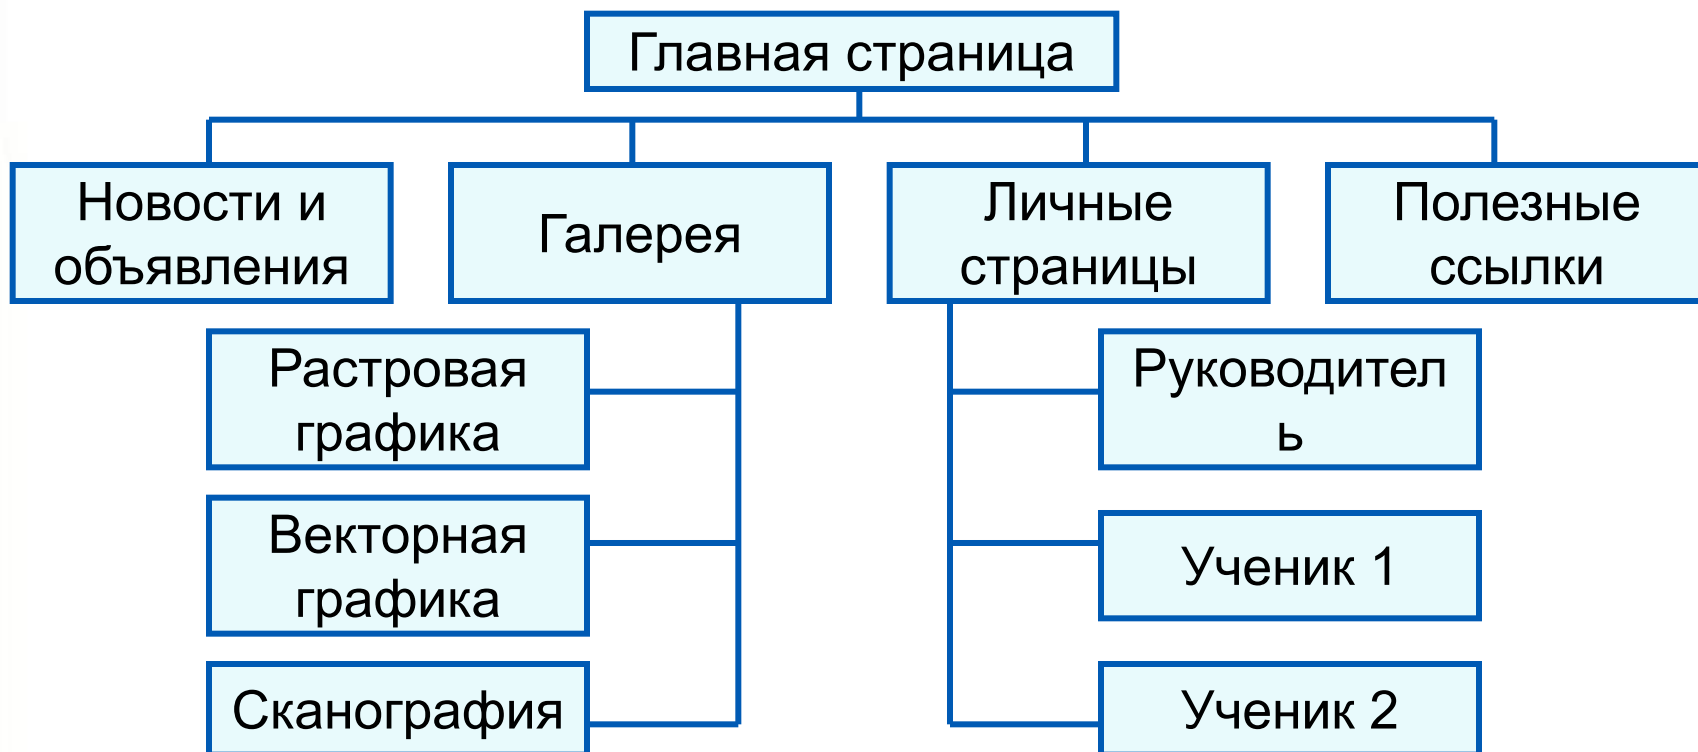 Главная страница
Новости и
объявления
Галерея
Личные
страницы
Полезные
ссылки
Растровая
графика
Векторная
графика
Сканография
Руководител
ь
Ученик 1
Ученик 2